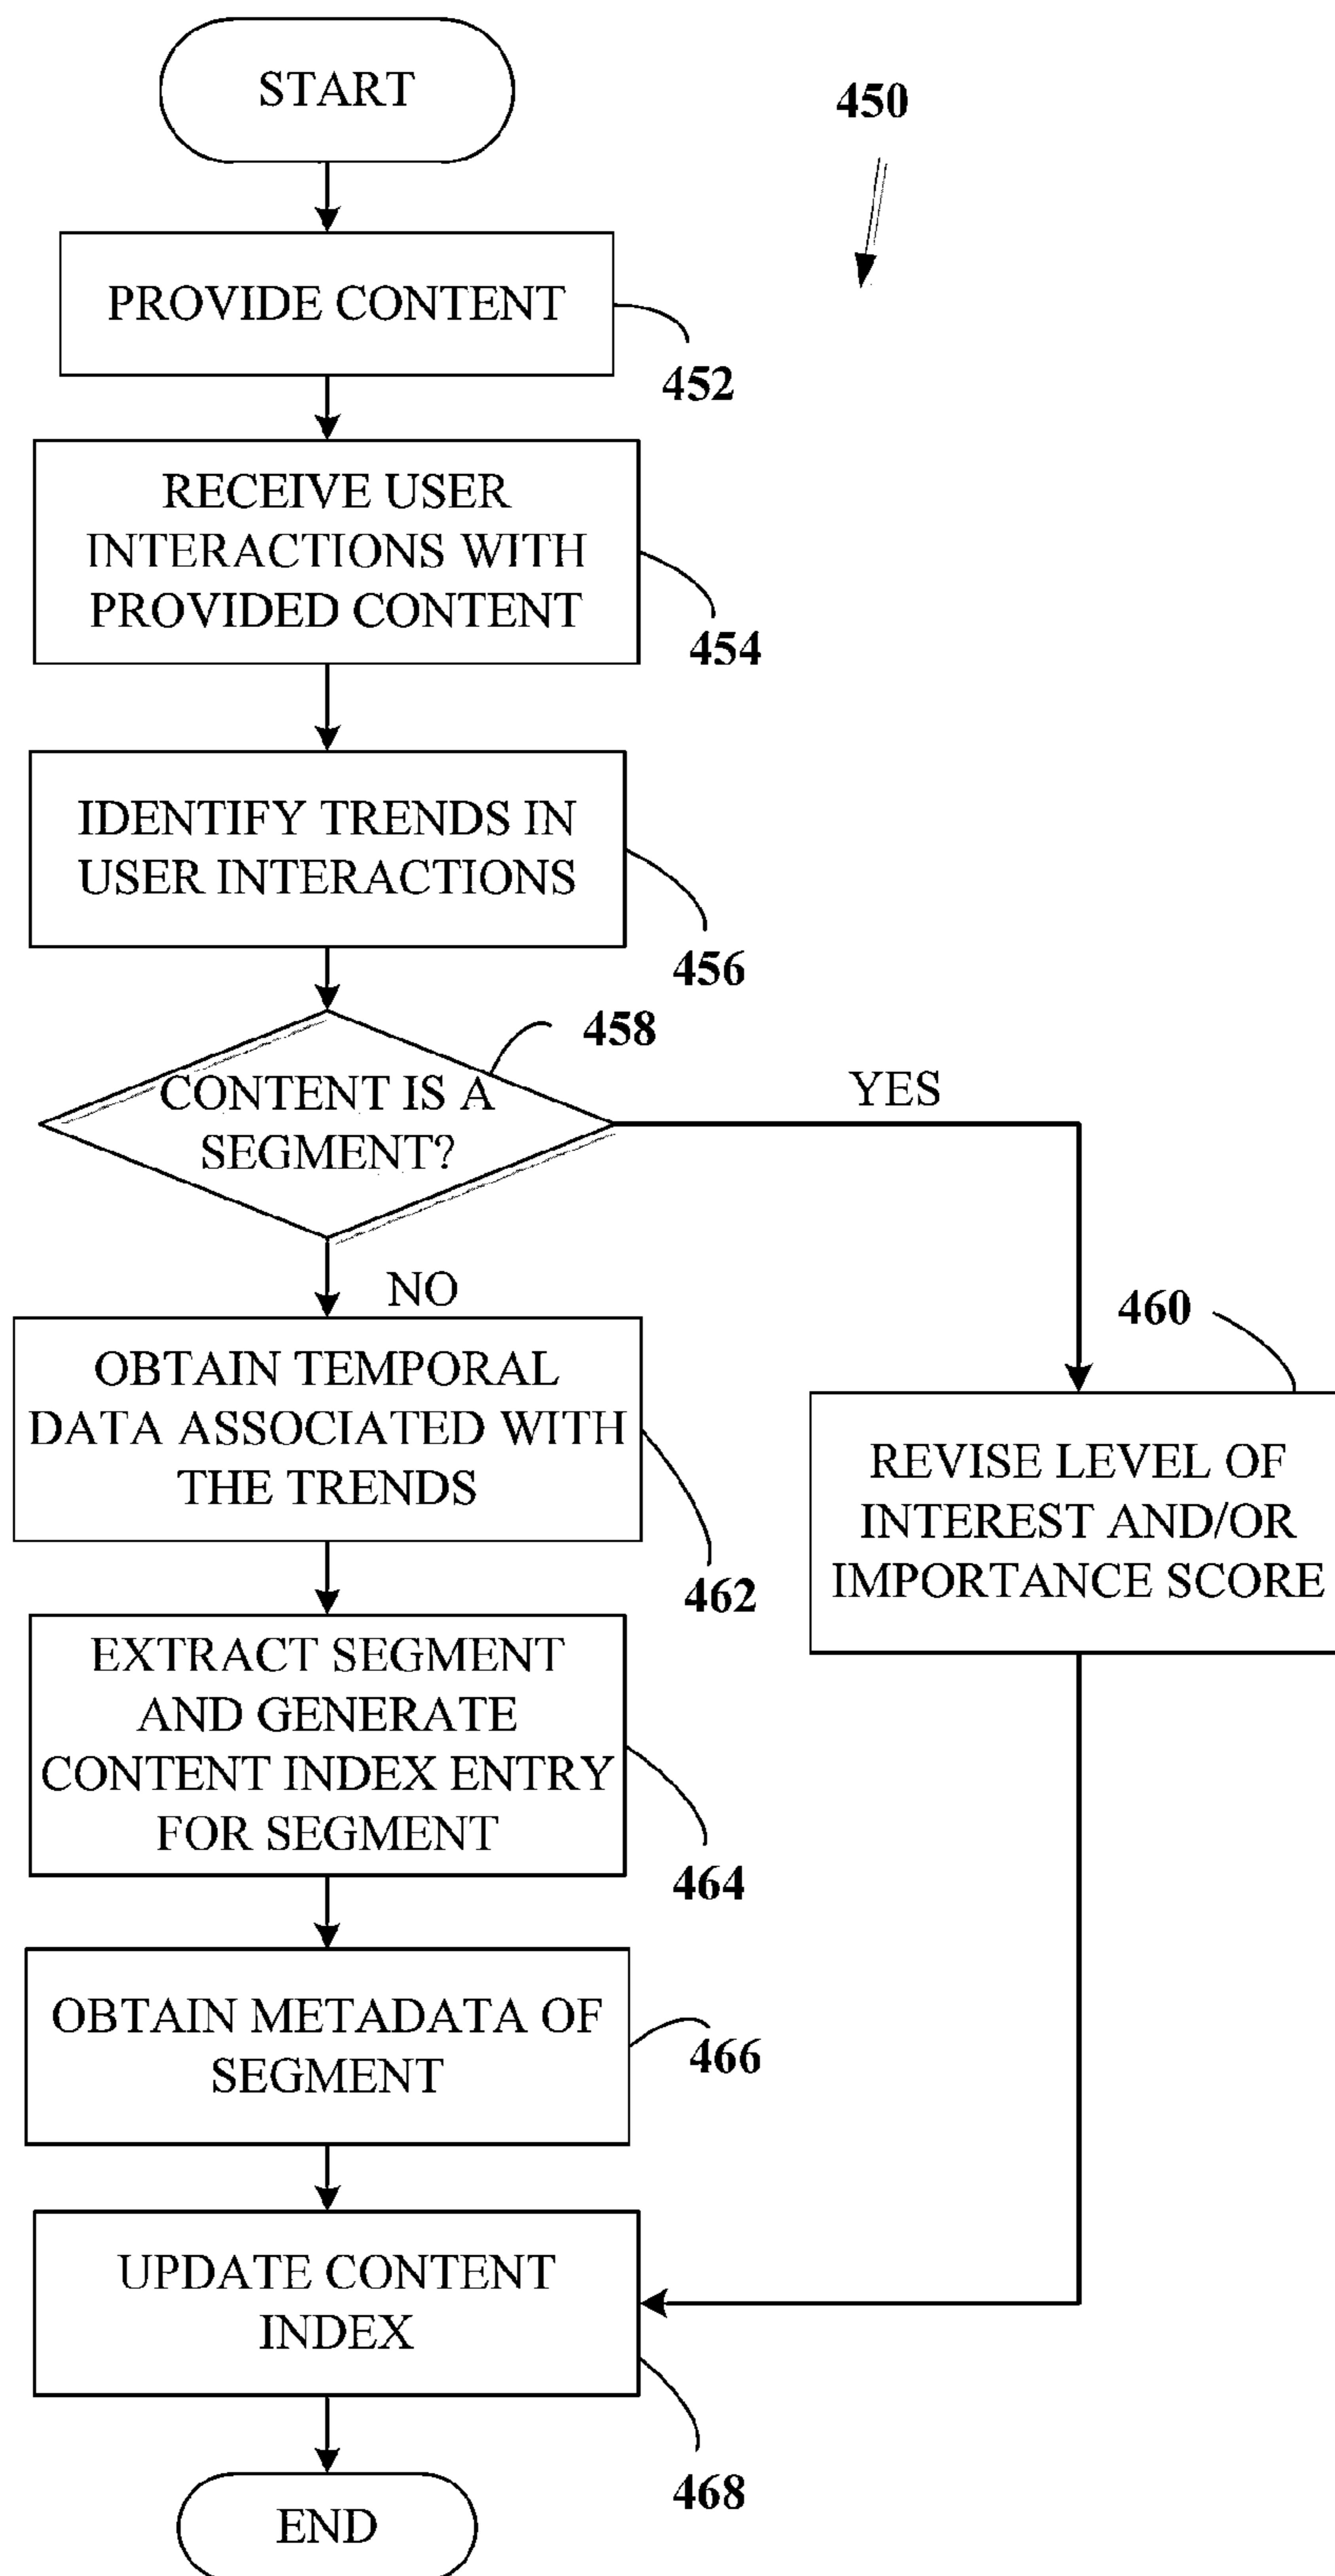 START
450
PROVIDE CONTENT
452
RECEIVE USER
INTERACTIONS WITH
PROVIDED CONTENT
454
IDENTIFY TRENDS IN
USER INTERACTIONS
456
458
CONTENT IS A
SEGMENT?
YES
NO
460
REVISE LEVEL OF
INTEREST AND/OR
IMPORTANCE SCORE
OBTAIN TEMPORAL
DATA ASSOCIATED WITH
THE TRENDS
462
EXTRACT SEGMENT
AND GENERATE
CONTENT INDEX ENTRY
FOR SEGMENT
464
OBTAIN METADATA OF
SEGMENT
466
UPDATE CONTENT
INDEX
468
END